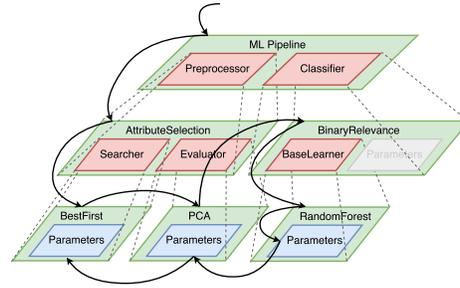 ML Pipeline
Preprocessor
Classifier
AttributeSelection
BinaryRelevance
Searcher
Evaluator
BaseLearner
Parameters
BestFirst
PCA
RandomForest
Parameters
Parameters
Parameters